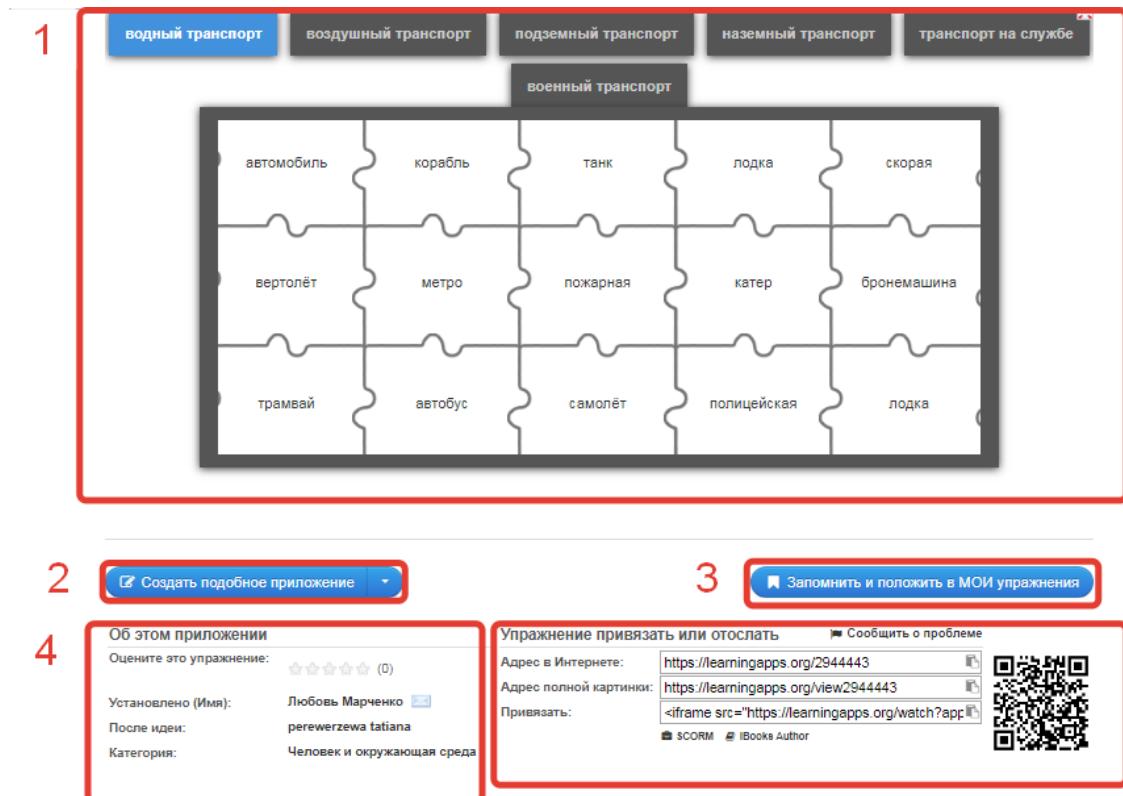 1
водный транспорт воздушный транспорт подземный транспорт наземный транспорт транспорт на службе
военный транспорт
автомобиль корабль танк лодка скорая
вертолёт метро пожарная катер бронемашина
трамвай автобус самолёт полицейская лодка
2 Создать подобное приложение 3 Запомнить и положить в МОИ упражнения
4
Об этом приложении
Оцените это упражнение: (0)
Установлено (Имя): Любовь Марченко
После идеи: perewerzewa tatiana
Категория: Человек и окружающая среда
Упражнение привязать или отослать Сообщить о проблеме
Адрес в Интернете: https://learningapps.org/2944443
Адрес полной картинки: https://learningapps.org/view2944443
Привязать: <iframe src="https://learningapps.org/watch?app
SCORM iBooks Author